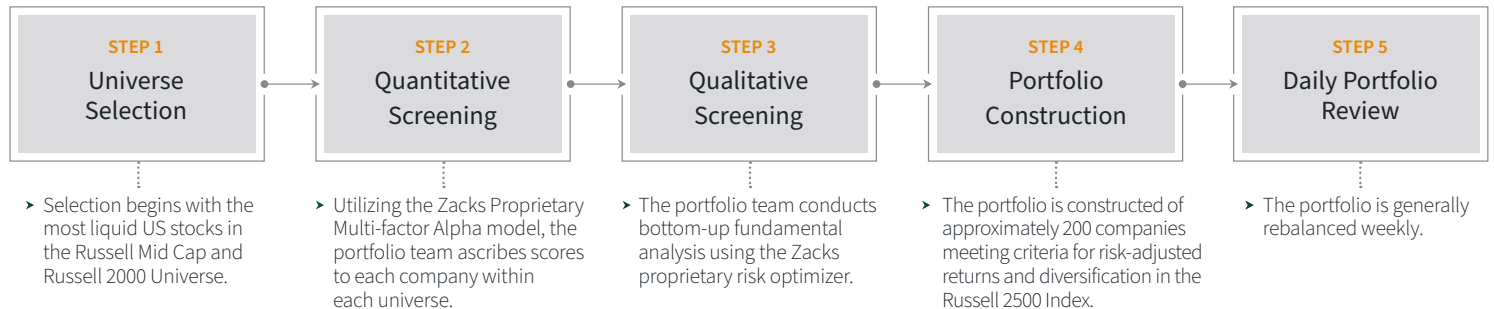 STEP 1
Universe
Selection
Selection begins with the
most liquid US stocks in
the Russell Mid Cap and
Russell 2000 Universe.
STEP 2
Quantitative
Screening
Utilizing the Zacks Proprietary
Multi-factor Alpha model, the
portfolio team ascribes scores
to each company within
each universe.
STEP 3
Qualitative
Screening
The portfolio team conducts
bottom-up fundamental
analysis using the Zacks
proprietary risk optimizer.
STEP 4
Portfolio
Construction
The portfolio is constructed of
approximately 200 companies
meeting criteria for risk-adjusted
returns and diversification in the
Russell 2500 Index.
STEP 5
Daily Portfolio
Review
The portfolio is generally
rebalanced weekly.